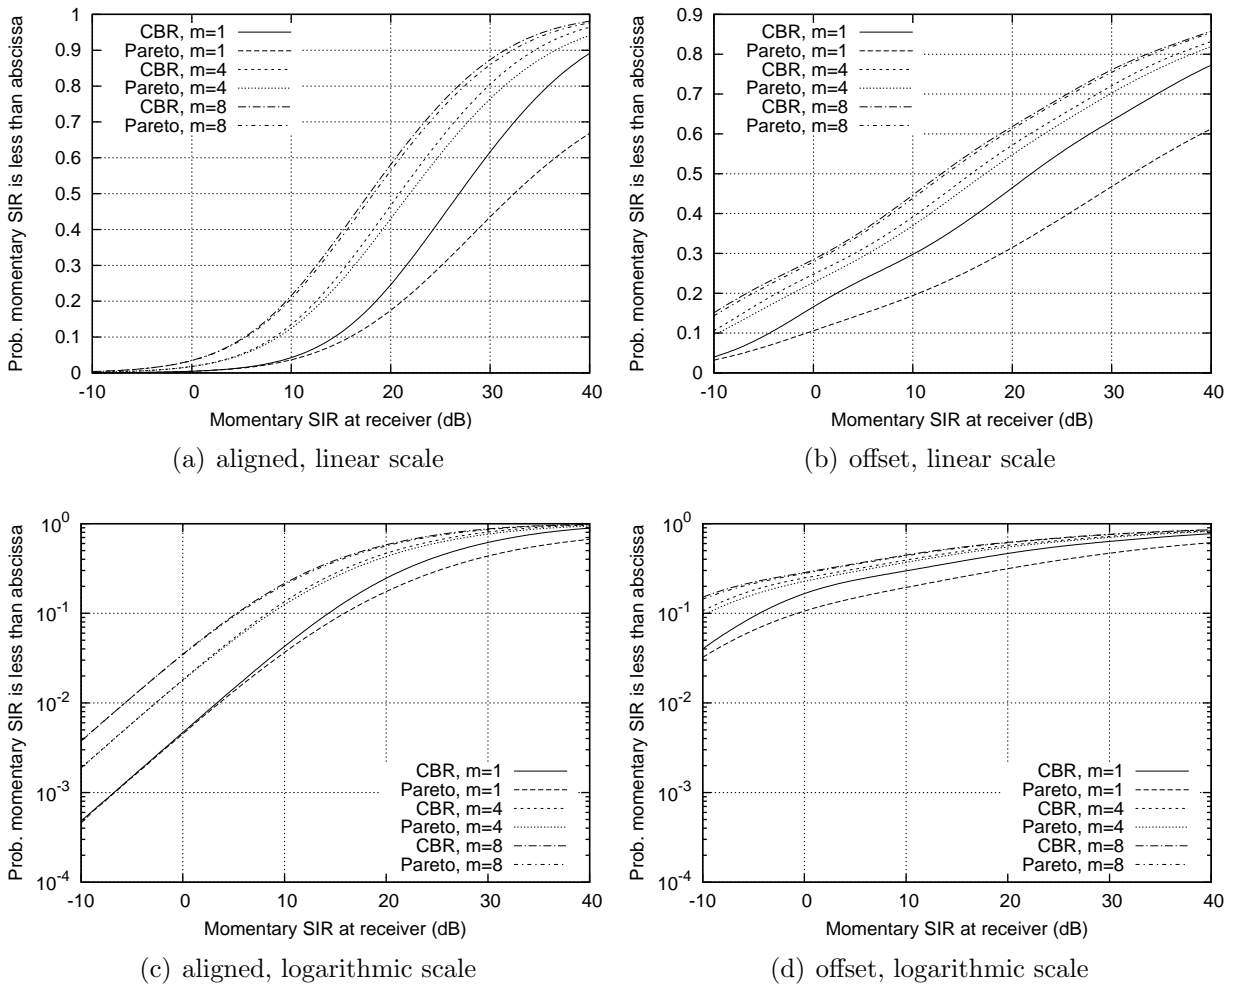 Prob. momentary SIR is less than abscissa
1
0.9
0.8
0.7
0.6
0.5
0.4
0.3
0.2
0.1
0
CBR, m=1
Pareto, m=1
CBR, m=4
Pareto, m=4
CBR, m=8
Pareto, m=8
-10 0 10 20 30 40
Momentary SIR at receiver (dB)
(a) aligned, linear scale
Prob. momentary SIR is less than abscissa
0.9
0.8
0.7
0.6
0.5
0.4
0.3
0.2
0.1
0
CBR, m=1
Pareto, m=1
CBR, m=4
Pareto, m=4
CBR, m=8
Pareto, m=8
-10 0 10 20 30 40
Momentary SIR at receiver (dB)
(b) offset, linear scale
Prob. momentary SIR is less than abscissa
10^0
10^-1
10^-2
10^-3
10^-4
CBR, m=1
Pareto, m=1
CBR, m=4
Pareto, m=4
CBR, m=8
Pareto, m=8
-10 0 10 20 30 40
Momentary SIR at receiver (dB)
(c) aligned, logarithmic scale
Prob. momentary SIR is less than abscissa
10^0
10^-1
10^-2
10^-3
10^-4
CBR, m=1
Pareto, m=1
CBR, m=4
Pareto, m=4
CBR, m=8
Pareto, m=8
-10 0 10 20 30 40
Momentary SIR at receiver (dB)
(d) offset, logarithmic scale